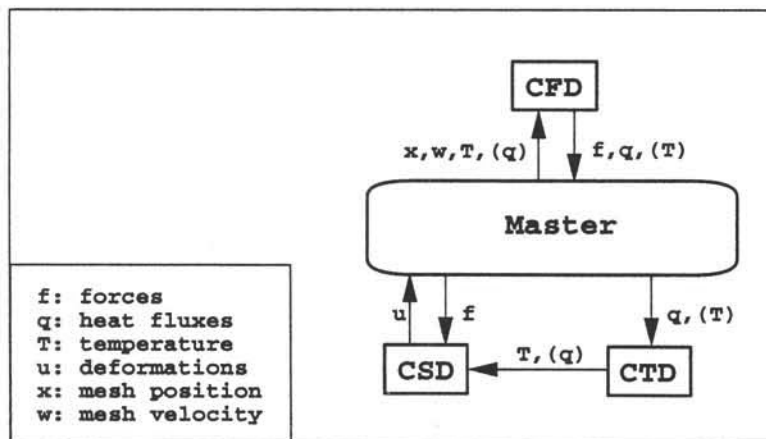 CFD
x,w,T,(q)
f,q,(T)
Master
u
f
q,(T)
CSD
T,(q)
CTD
f: forces
q: heat fluxes
T: temperature
u: deformations
x: mesh position
w: mesh velocity